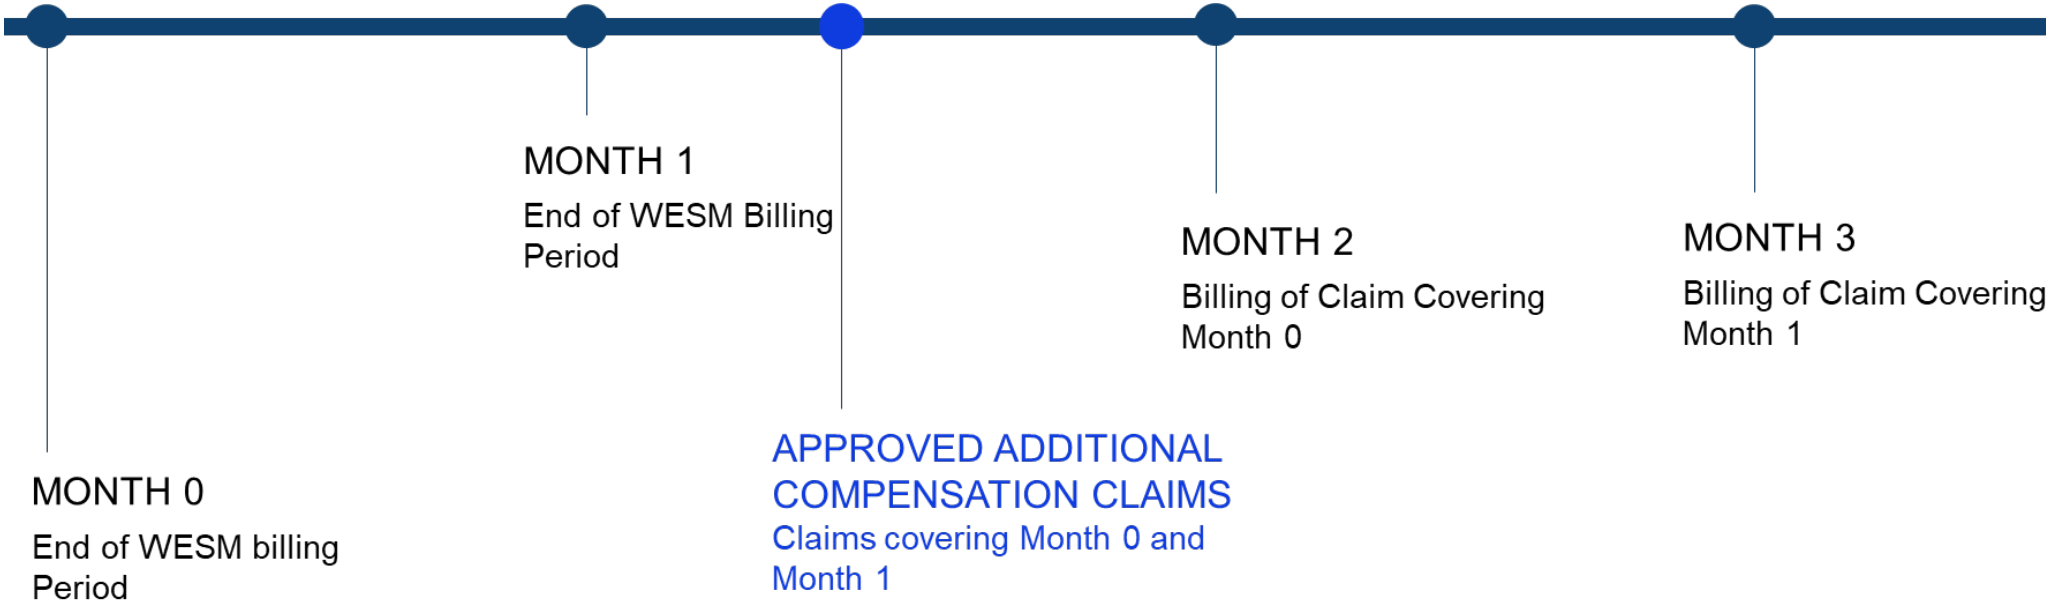 MONTH 0
End of WESM billing
Period
MONTH 1
End of WESM Billing
Period
APPROVED ADDITIONAL
COMPENSATION CLAIMS
Claims covering Month 0 and
Month 1
MONTH 2
Billing of Claim Covering
Month 0
MONTH 3
Billing of Claim Covering
Month 1